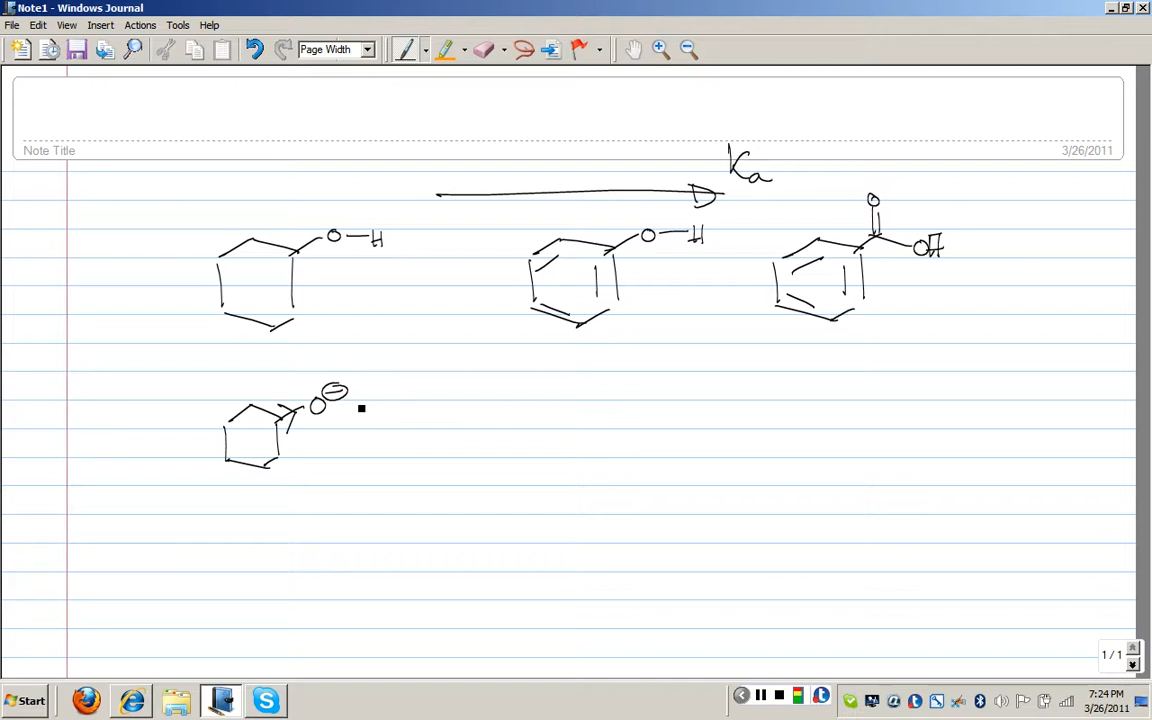 Note1 - Windows Journal
File Edit View Insert Actions Tools Help
Page Width
Note Title
3/26/2011
Ka
O
O H
O H
OH
O
1 / 1
Start
7:24 PM
3/26/2011